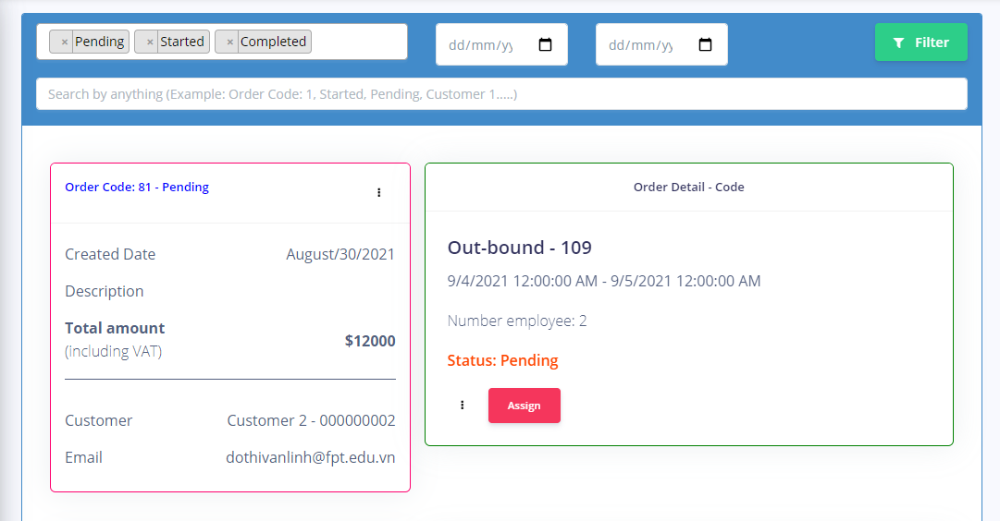 × Pending × Started × Completed dd/mm/yy dd/mm/yy Filter
Search by anything (Example: Order Code: 1, Started, Pending, Customer 1.....)
Order Code: 81 - Pending
Created Date August/30/2021
Description
Total amount
(including VAT)
$12000
Customer Customer 2 - 000000002
Email dothivanlinh@fpt.edu.vn
Order Detail - Code
Out-bound - 109
9/4/2021 12:00:00 AM - 9/5/2021 12:00:00 AM
Number employee: 2
Status: Pending
Assign